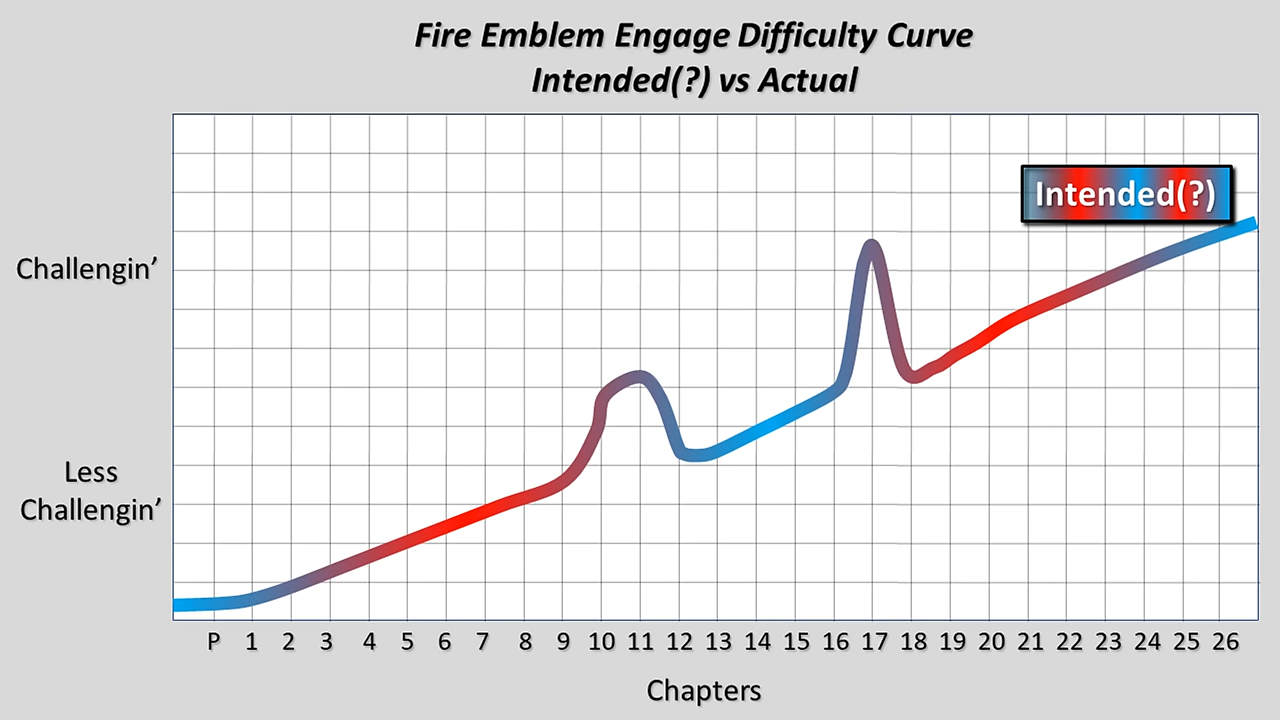 Fire Emblem Engage Difficulty Curve
Intended(?) vs Actual
Intended(?)
Challengin’
Less
Challengin’
P 1 2 3 4 5 6 7 8 9 10 11 12 13 14 15 16 17 18 19 20 21 22 23 24 25 26
Chapters